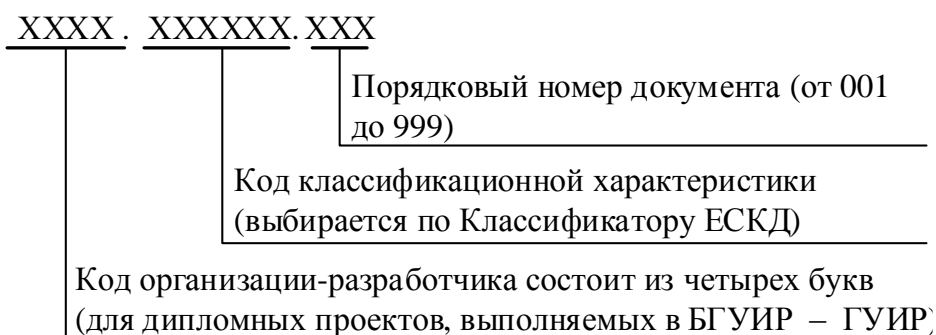 XXXX. XXXXXX.XXX
Порядковый номер документа (от 001
до 999)
Код классификационной характеристики
(выбирается по Классификатору ЕСКД)
Код организации-разработчика состоит из четырех букв
(для дипломных проектов, выполняемых в БГУИР – ГУИР)